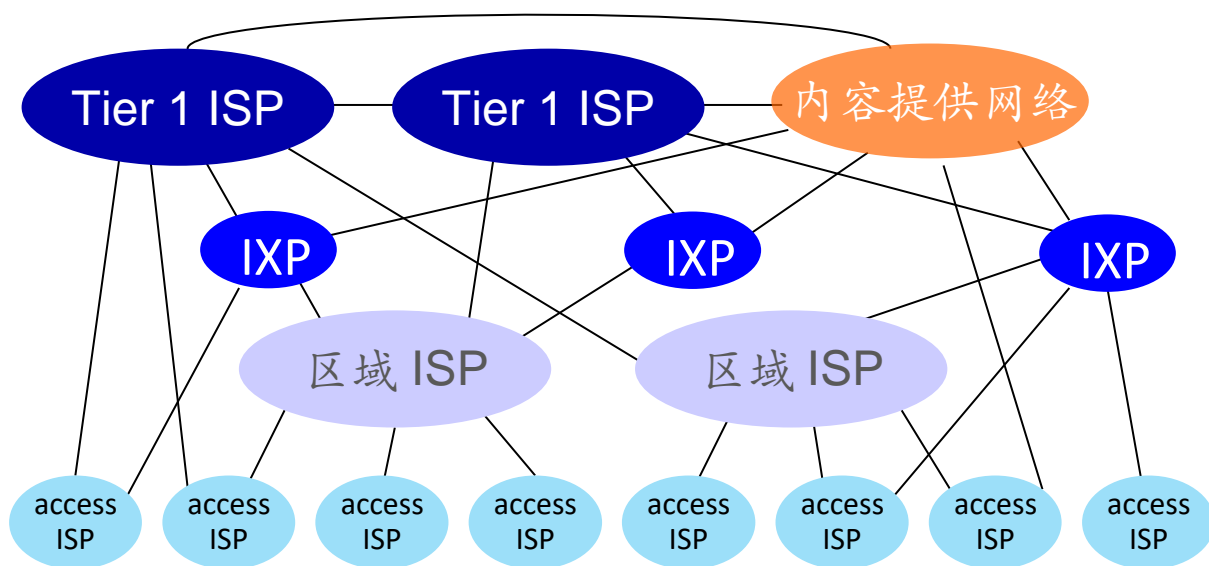 Tier 1 ISP
Tier 1 ISP
内容提供网络
IXP
IXP
IXP
区域 ISP
区域 ISP
access
ISP
access
ISP
access
ISP
access
ISP
access
ISP
access
ISP
access
ISP
access
ISP